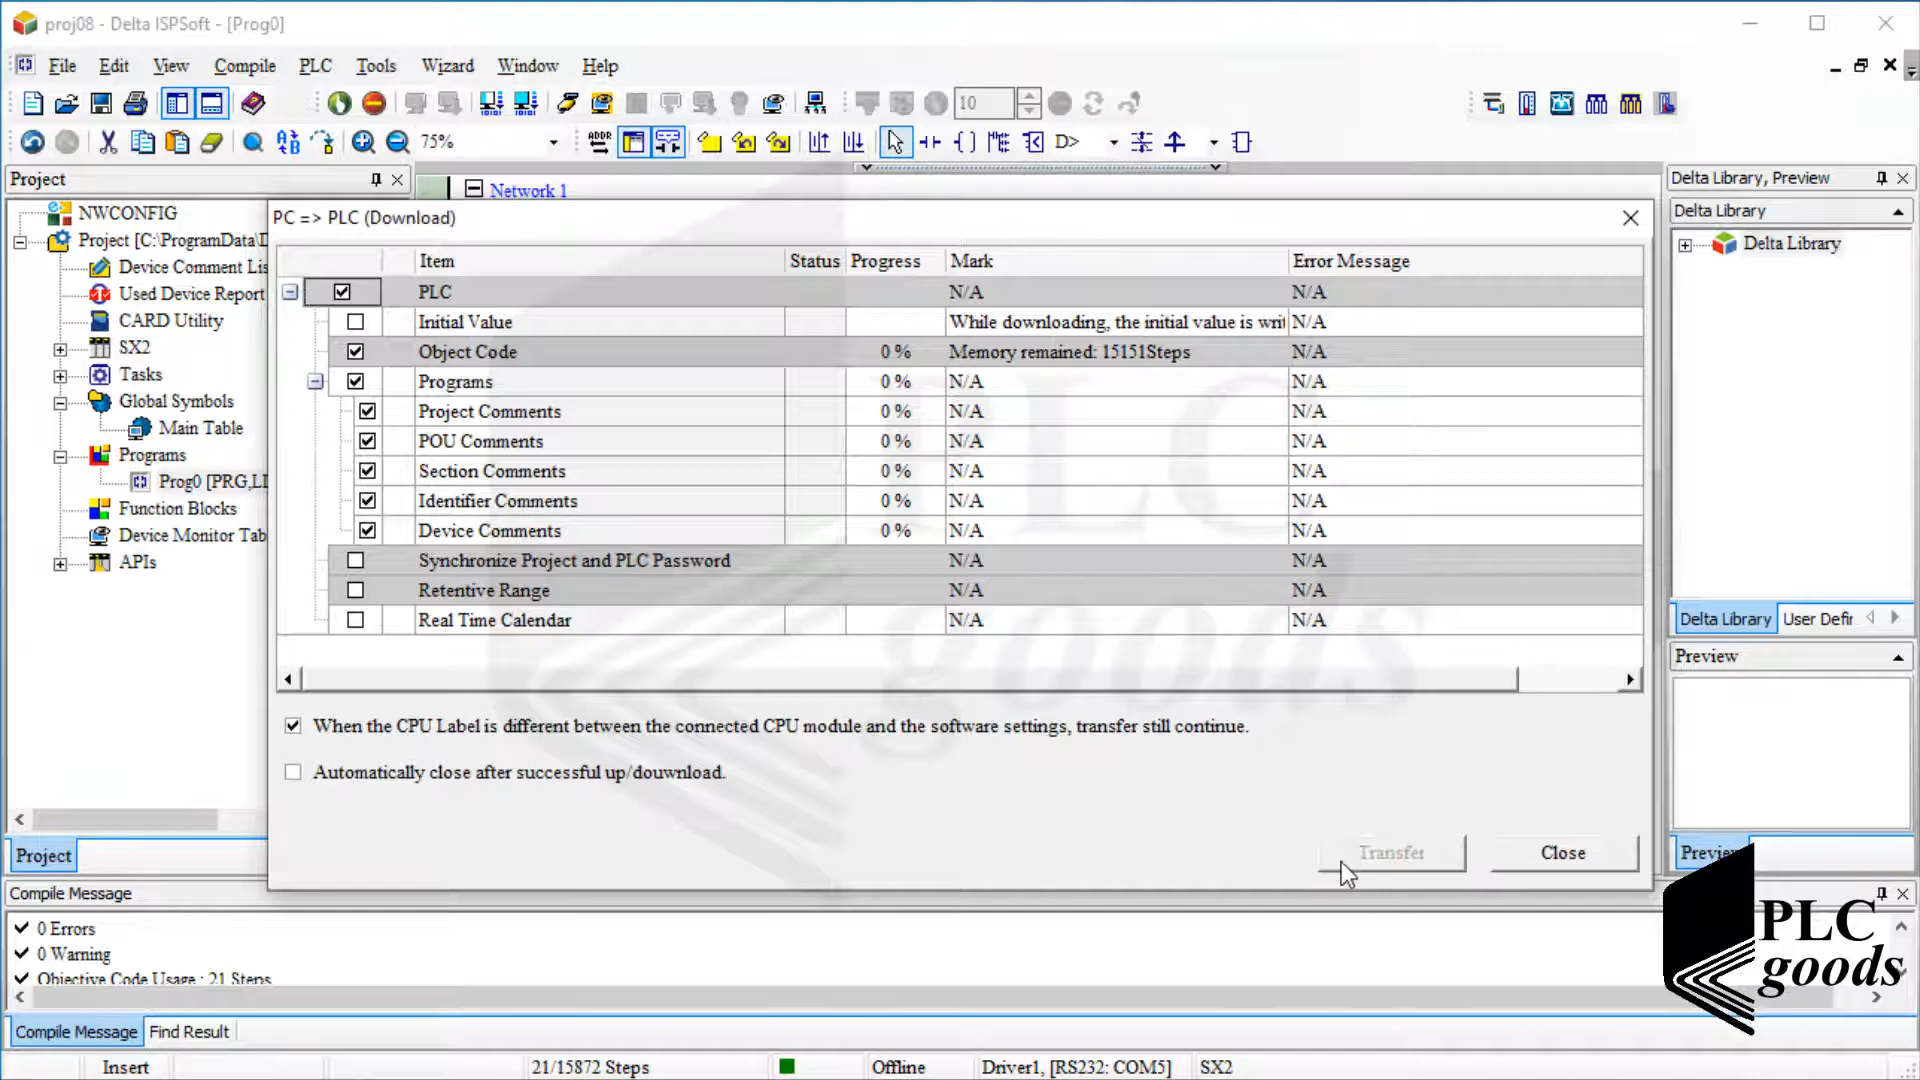 proj08 - Delta ISPSoft - [Prog0]
File Edit View Compile PLC Tools Wizard Window Help
10
75% ADDR D>
Project
Network 1
Delta Library, Preview
Delta Library
Delta Library
NWCONFIG
Project [C:\ProgramData\D
Device Comment Lis
Used Device Report
CARD Utility
SX2
Tasks
Global Symbols
Main Table
Programs
Prog0 [PRG,LD
Function Blocks
Device Monitor Tab
APIs
PC => PLC (Download)
Item Status Progress Mark Error Message
PLC N/A N/A
Initial Value While downloading, the initial value is writ N/A
Object Code 0 % Memory remained: 15151Steps N/A
Programs 0 % N/A N/A
Project Comments 0 % N/A N/A
POU Comments 0 % N/A N/A
Section Comments 0 % N/A N/A
Identifier Comments 0 % N/A N/A
Device Comments 0 % N/A N/A
Synchronize Project and PLC Password N/A N/A
Retentive Range N/A N/A
Real Time Calendar N/A N/A
When the CPU Label is different between the connected CPU module and the software settings, transfer still continue.
Automatically close after successful up/douwnload.
Transfer Close
Delta Library User Defir
Preview
Preview
Project
Compile Message
0 Errors
0 Warning
Objective Code Usage : 21 Steps
Compile Message Find Result
Insert 21/15872 Steps Offline Driver1, [RS232: COM5] SX2
PLC
goods
PLC
goods